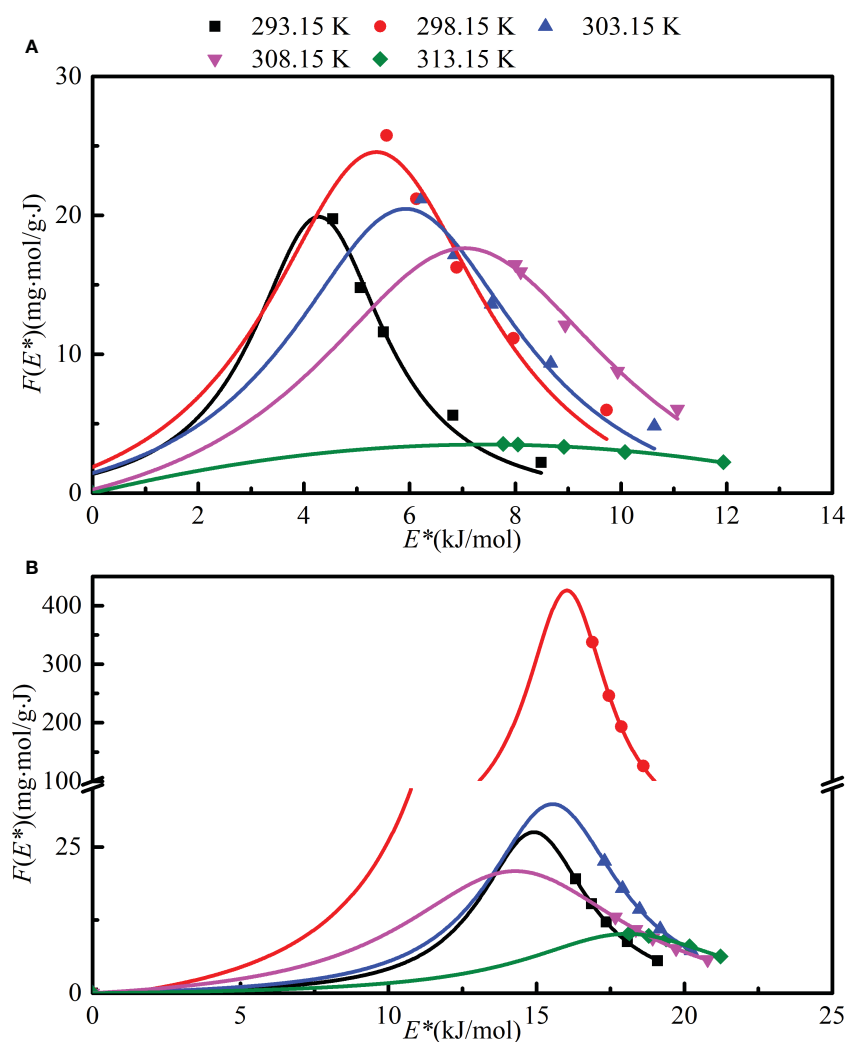 293.15 K 298.15 K 303.15 K
308.15 K 313.15 K
A
30
20
10
0
F(E*)(mg·mol/g·J)
0 2 4 6 8 10 12 14
E*(kJ/mol)
B
400
300
200
100
25
0
F(E*)(mg·mol/g·J)
0 5 10 15 20 25
E*(kJ/mol)